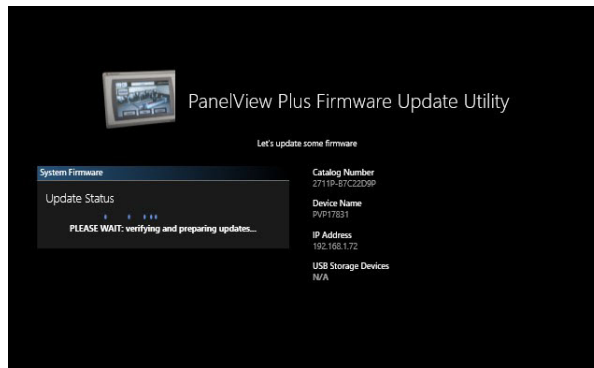 PanelView Plus Firmware Update Utility
Let's update some firmware
System Firmware
Update Status
PLEASE WAIT: verifying and preparing updates...
Catalog Number
2711P-B7C22D9P
Device Name
PVP17831
IP Address
192.168.1.72
USB Storage Devices
N/A